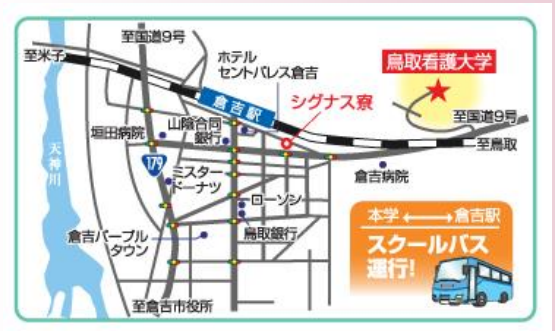 至国道9号
至米子
ホテル
セントパレス倉吉
鳥取看護大学
倉吉駅
シグナス寮
至国道9号
垣田病院
山陰合同
銀行
至鳥取
天神川
179
ミスター
ドーナツ
倉吉病院
ローソン
鳥取銀行
倉吉パープル
タウン
本学 ⟷ 倉吉駅
スクールバス
運行!
至倉吉市役所